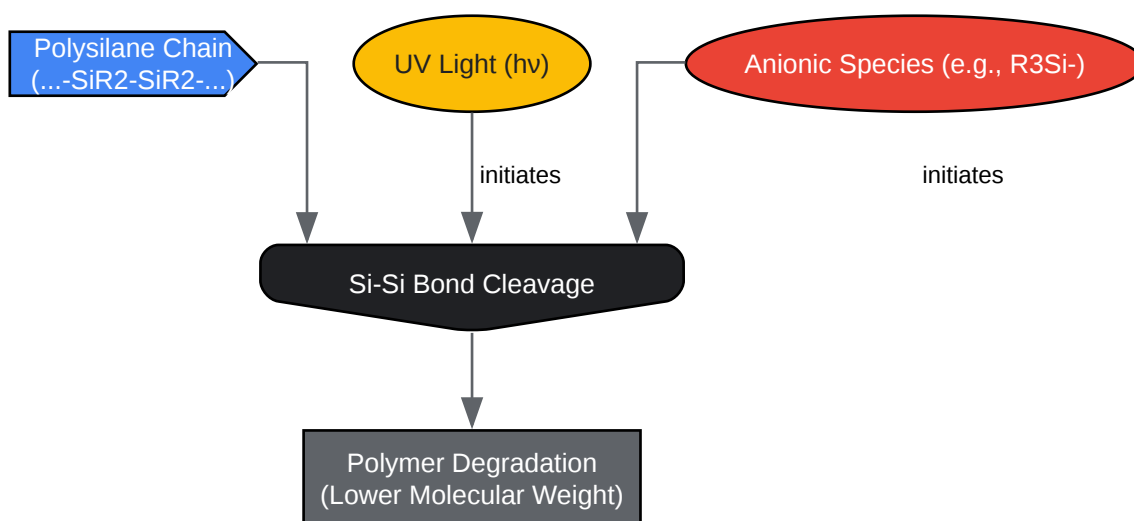 Polysilane Chain
(...-SiR2-SiR2-...)
UV Light (hν)
Anionic Species (e.g., R3Si-)
initiates
initiates
Si-Si Bond Cleavage
Polymer Degradation
(Lower Molecular Weight)